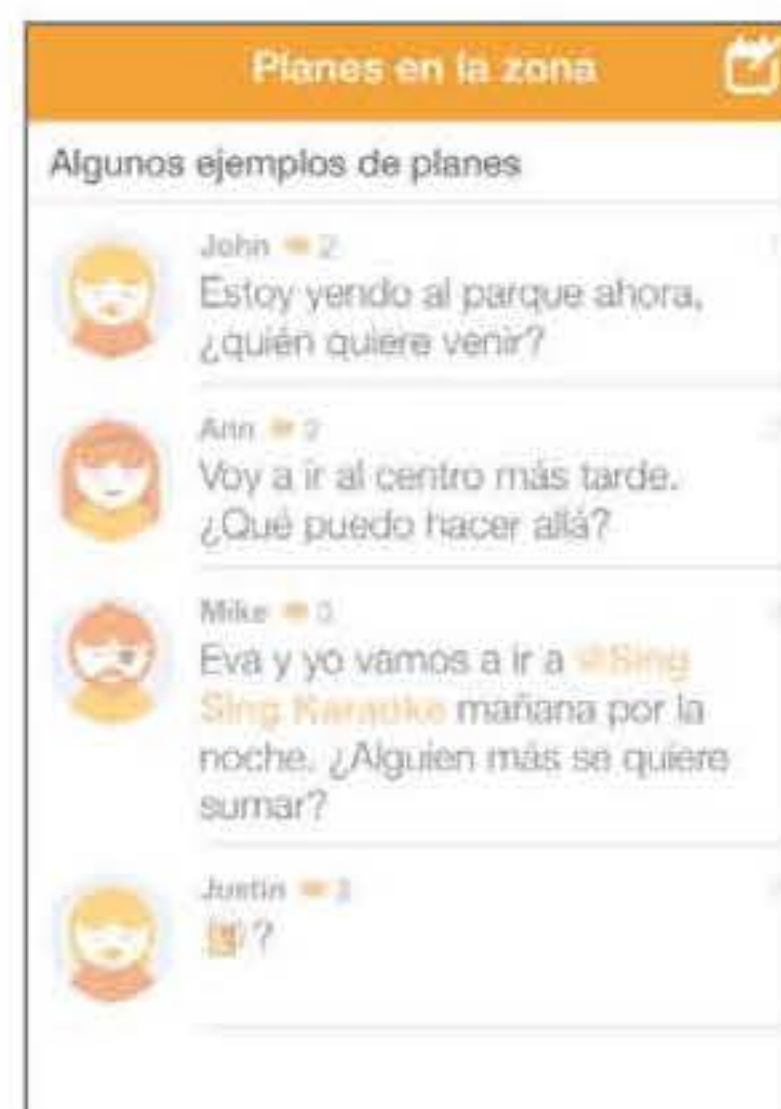 Planes en la zona
Algunos ejemplos de planes
John 2
Estoy yendo al parque ahora,
¿quién quiere venir?
Ann
Voy a ir al centro más tarde.
¿Qué puedo hacer allá?
Mike
Eva y yo vamos a ir a @Sing
Sing Karaoke mañana por la
noche. ¿Alguien más se quiere
sumar?
Justin
?